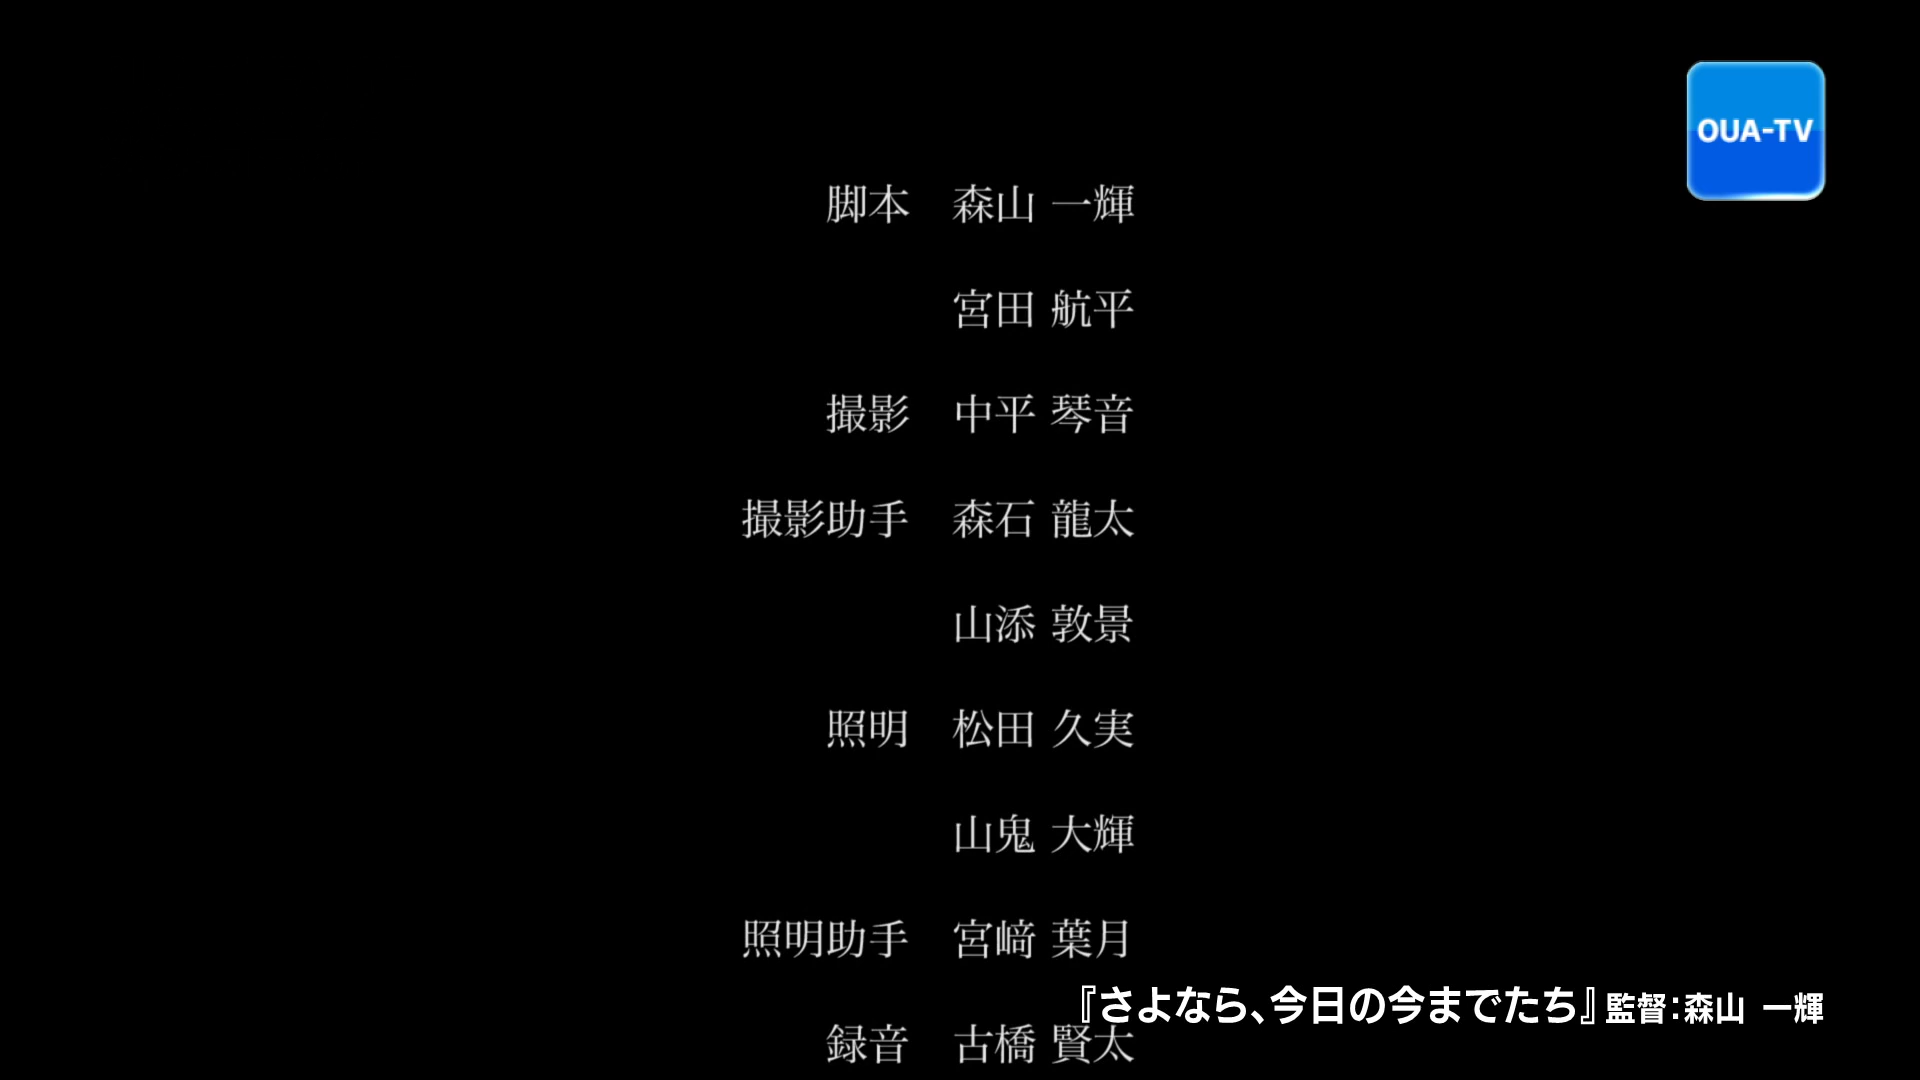 OUA-TV
脚本　森山 一輝
宮田 航平
撮影　中平 琴音
撮影助手　森石 龍太
山添 敦景
照明　松田 久実
山鬼 大輝
照明助手　宮﨑 葉月
『さよなら、今日の今までたち』監督：森山 一輝
録音　古橋 賢太